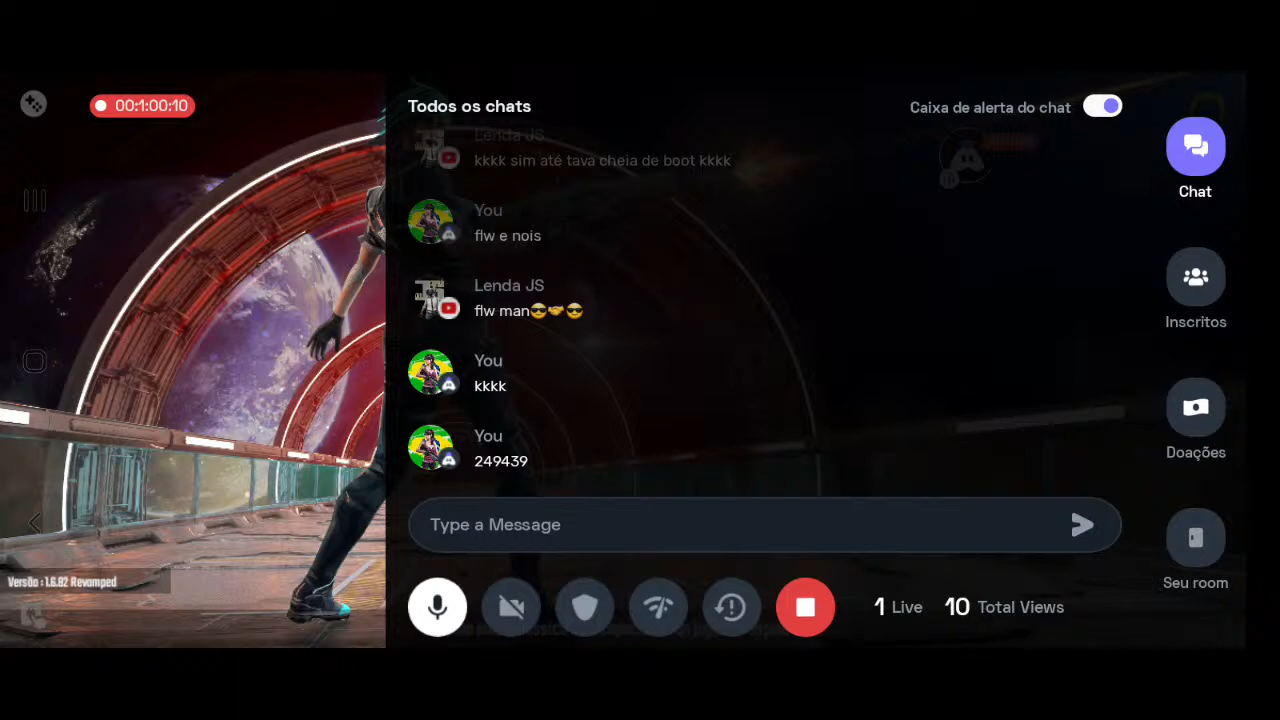 00:1:00:10
Todos os chats
Caixa de alerta do chat
Lenda JS
kkkk sim até tava cheia de boot kkkk
You
flw e nois
Lenda JS
flw man😎🤝😎
You
kkkk
You
249439
Type a Message
1 Live 10 Total Views
Chat
Inscritos
Doações
Seu room
Versão : 1.6.82 Revamped